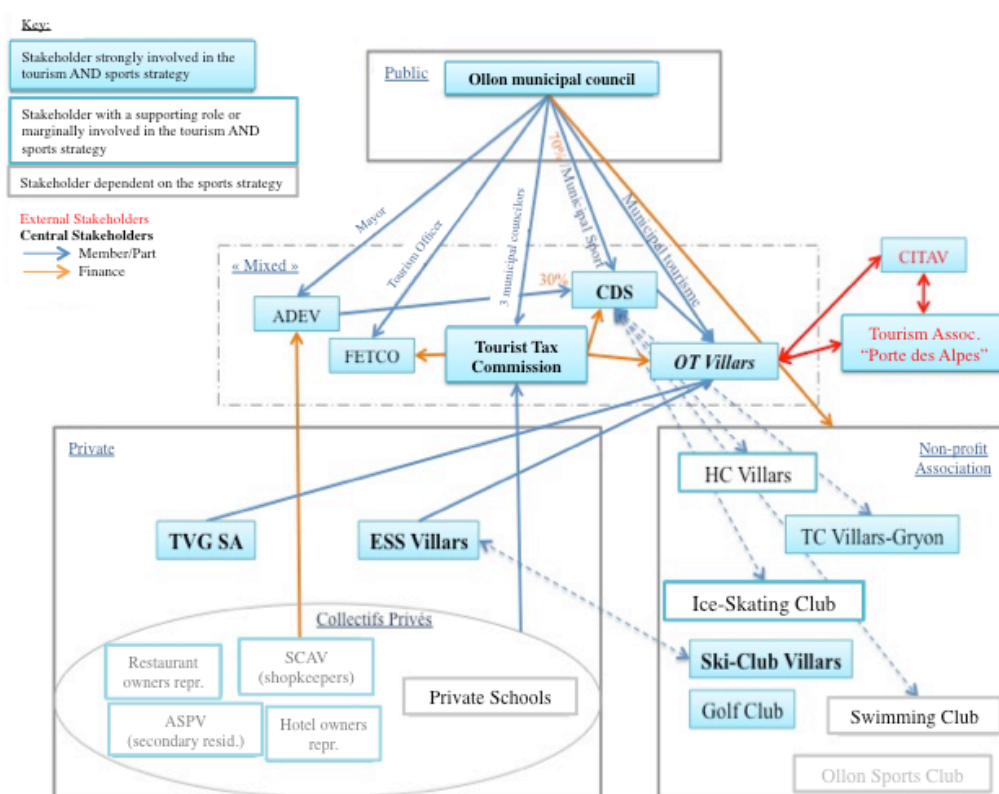 Key:
Stakeholder strongly involved in the
tourism AND sports strategy
Stakeholder with a supporting role or
marginally involved in the tourism AND
sports strategy
Stakeholder dependent on the sports strategy
External Stakeholders
Central Stakeholders
Member/Part
Finance
Public
Ollon municipal council
Mayor
Tourism Officer
3 municipal councilors
70%/Municipal Sport
Municipal tourisme
« Mixed »
30%
ADEV
FETCO
Tourist Tax
Commission
CDS
OT Villars
CITAV
Tourism Assoc.
“Porte des Alpes”
Private
TVG SA
ESS Villars
Collectifs Privés
Restaurant
owners repr.
SCAV
(shopkeepers)
ASPV
(secondary resid.)
Hotel owners
repr.
Private Schools
Non-profit
Association
HC Villars
TC Villars-Gryon
Ice-Skating Club
Ski-Club Villars
Golf Club
Swimming Club
Ollon Sports Club